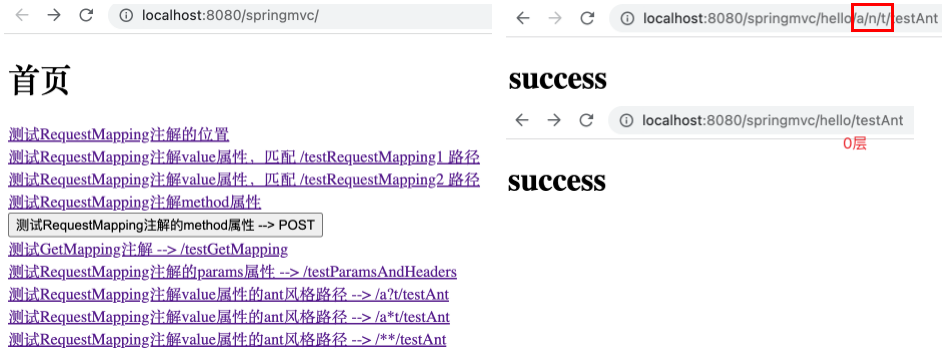 localhost:8080/springmvc/
首页
测试RequestMapping注解的位置
测试RequestMapping注解value属性，匹配 /testRequestMapping1 路径
测试RequestMapping注解value属性，匹配 /testRequestMapping2 路径
测试RequestMapping注解method属性
测试RequestMapping注解的method属性 --> POST
测试GetMapping注解 --> /testGetMapping
测试RequestMapping注解的params属性 --> /testParamsAndHeaders
测试RequestMapping注解value属性的ant风格路径 --> /a?t/testAnt
测试RequestMapping注解value属性的ant风格路径 --> /a*t/testAnt
测试RequestMapping注解value属性的ant风格路径 --> /**/testAnt
localhost:8080/springmvc/hello/a/n/t/testAnt
success
localhost:8080/springmvc/hello/testAnt
0层
success